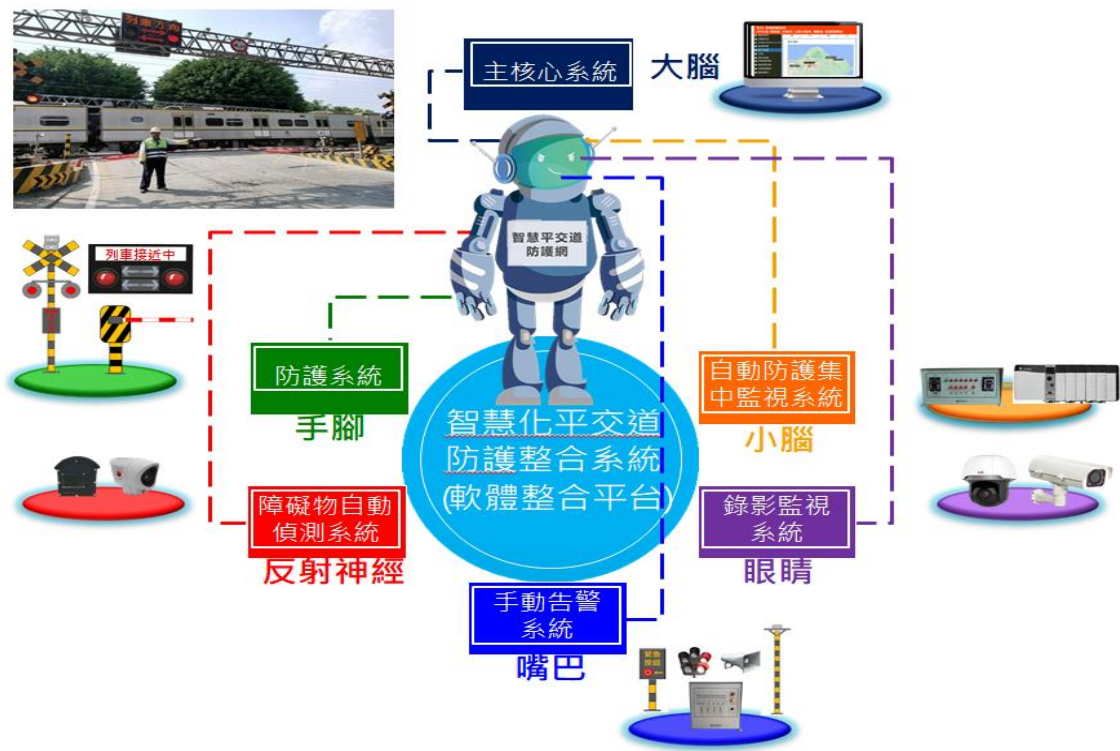 列車方向
主核心系統
大腦
智慧平交道
防護網
列車接近中
防護系統
手腳
自動防護集
中監視系統
小腦
智慧化平交道
防護整合系統
(軟體整合平台)
障礙物自動
偵測系統
反射神經
錄影監視
系統
眼睛
手動告警
系統
嘴巴
緊急
按鈕